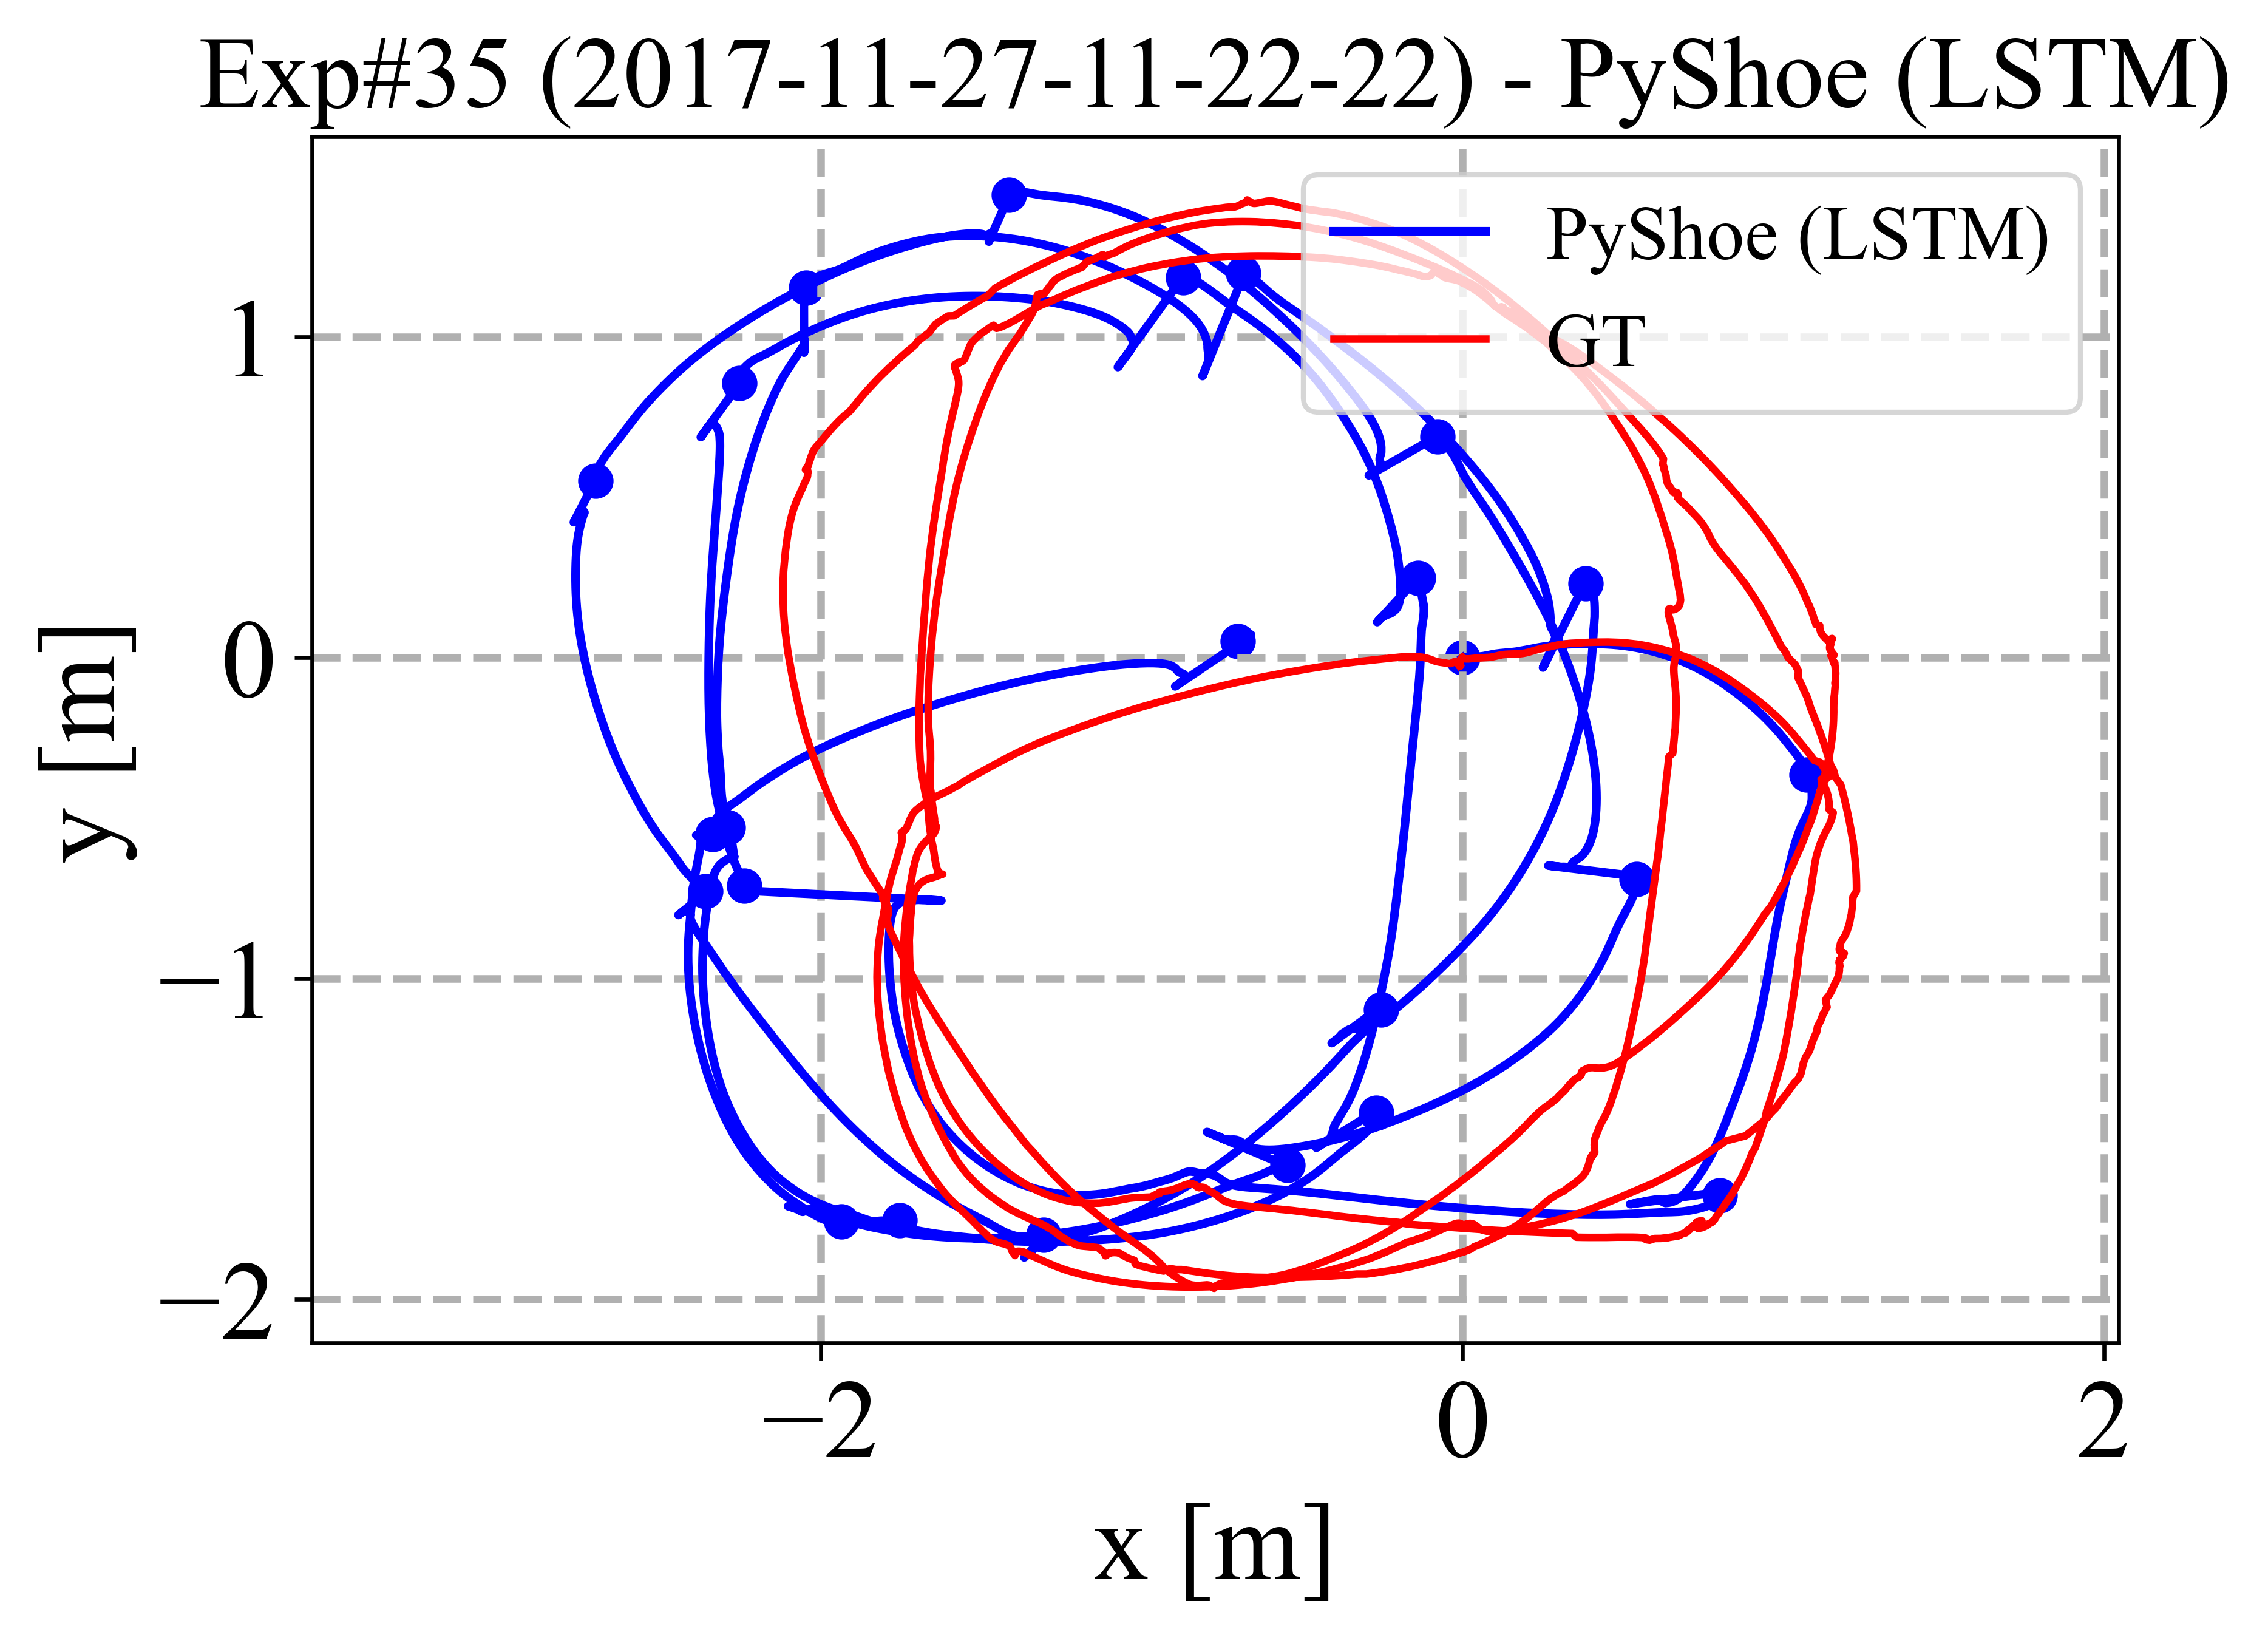 Exp#35 (2017-11-27-11-22-22) - PyShoe (LSTM)
PyShoe (LSTM)
GT
1
0
−1
−2
y [m]
−2
0
2
x [m]